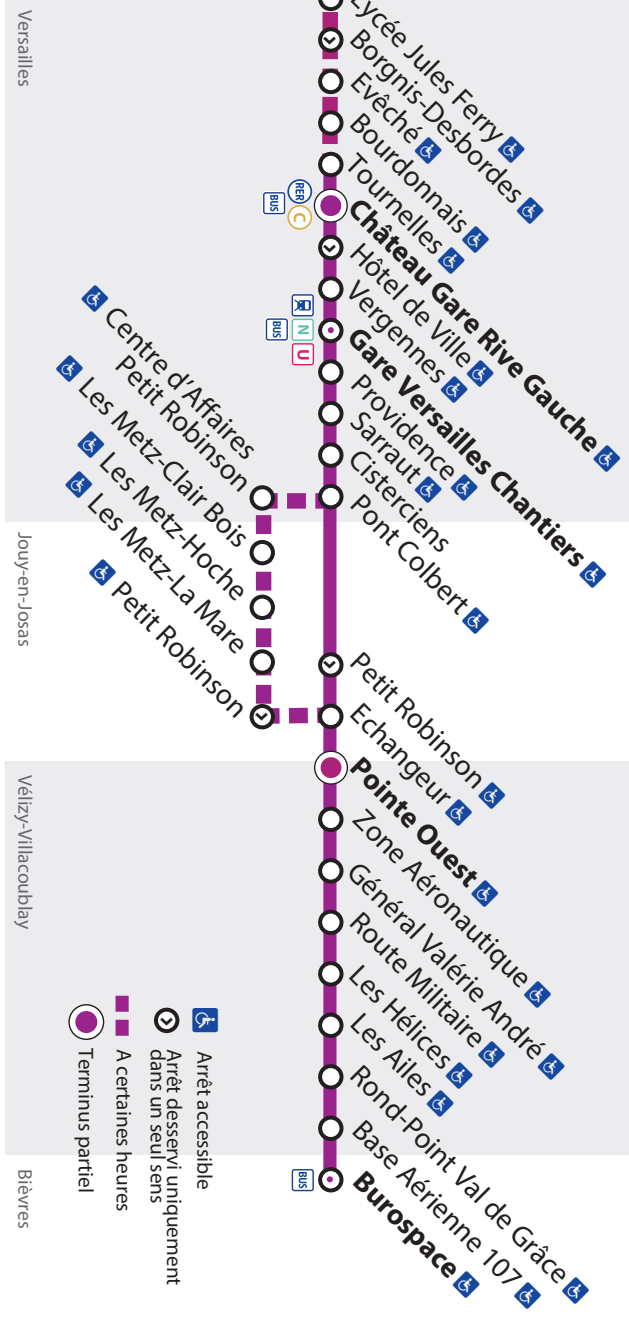 Versailles
Jouy-en-Josas
Vélizy-Villacoublay
Bièvres
Lycée Jules Ferry
Borgnis-Desbordes
Evêché
Bourdonnais
Tournelles
Château Gare Rive Gauche
RER C
BUS
Hôtel de Ville
Vergennes
Gare Versailles Chantiers
N U
BUS
Providence
Sarraut
Cisterciens
Pont Colbert
Centre d'Affaires
Petit Robinson
Les Metz-Clair Bois
Les Metz-Hoche
Les Metz-La Mare
Petit Robinson
Petit Robinson
Echangeur
Pointe Ouest
Zone Aéronautique
Général Valérie André
Route Militaire
Les Hélices
Les Ailes
Rond-Point Val de Grâce
Base Aérienne 107
Burospace
BUS
Arrêt accessible
Arrêt desservi uniquement
dans un seul sens
A certaines heures
Terminus partiel